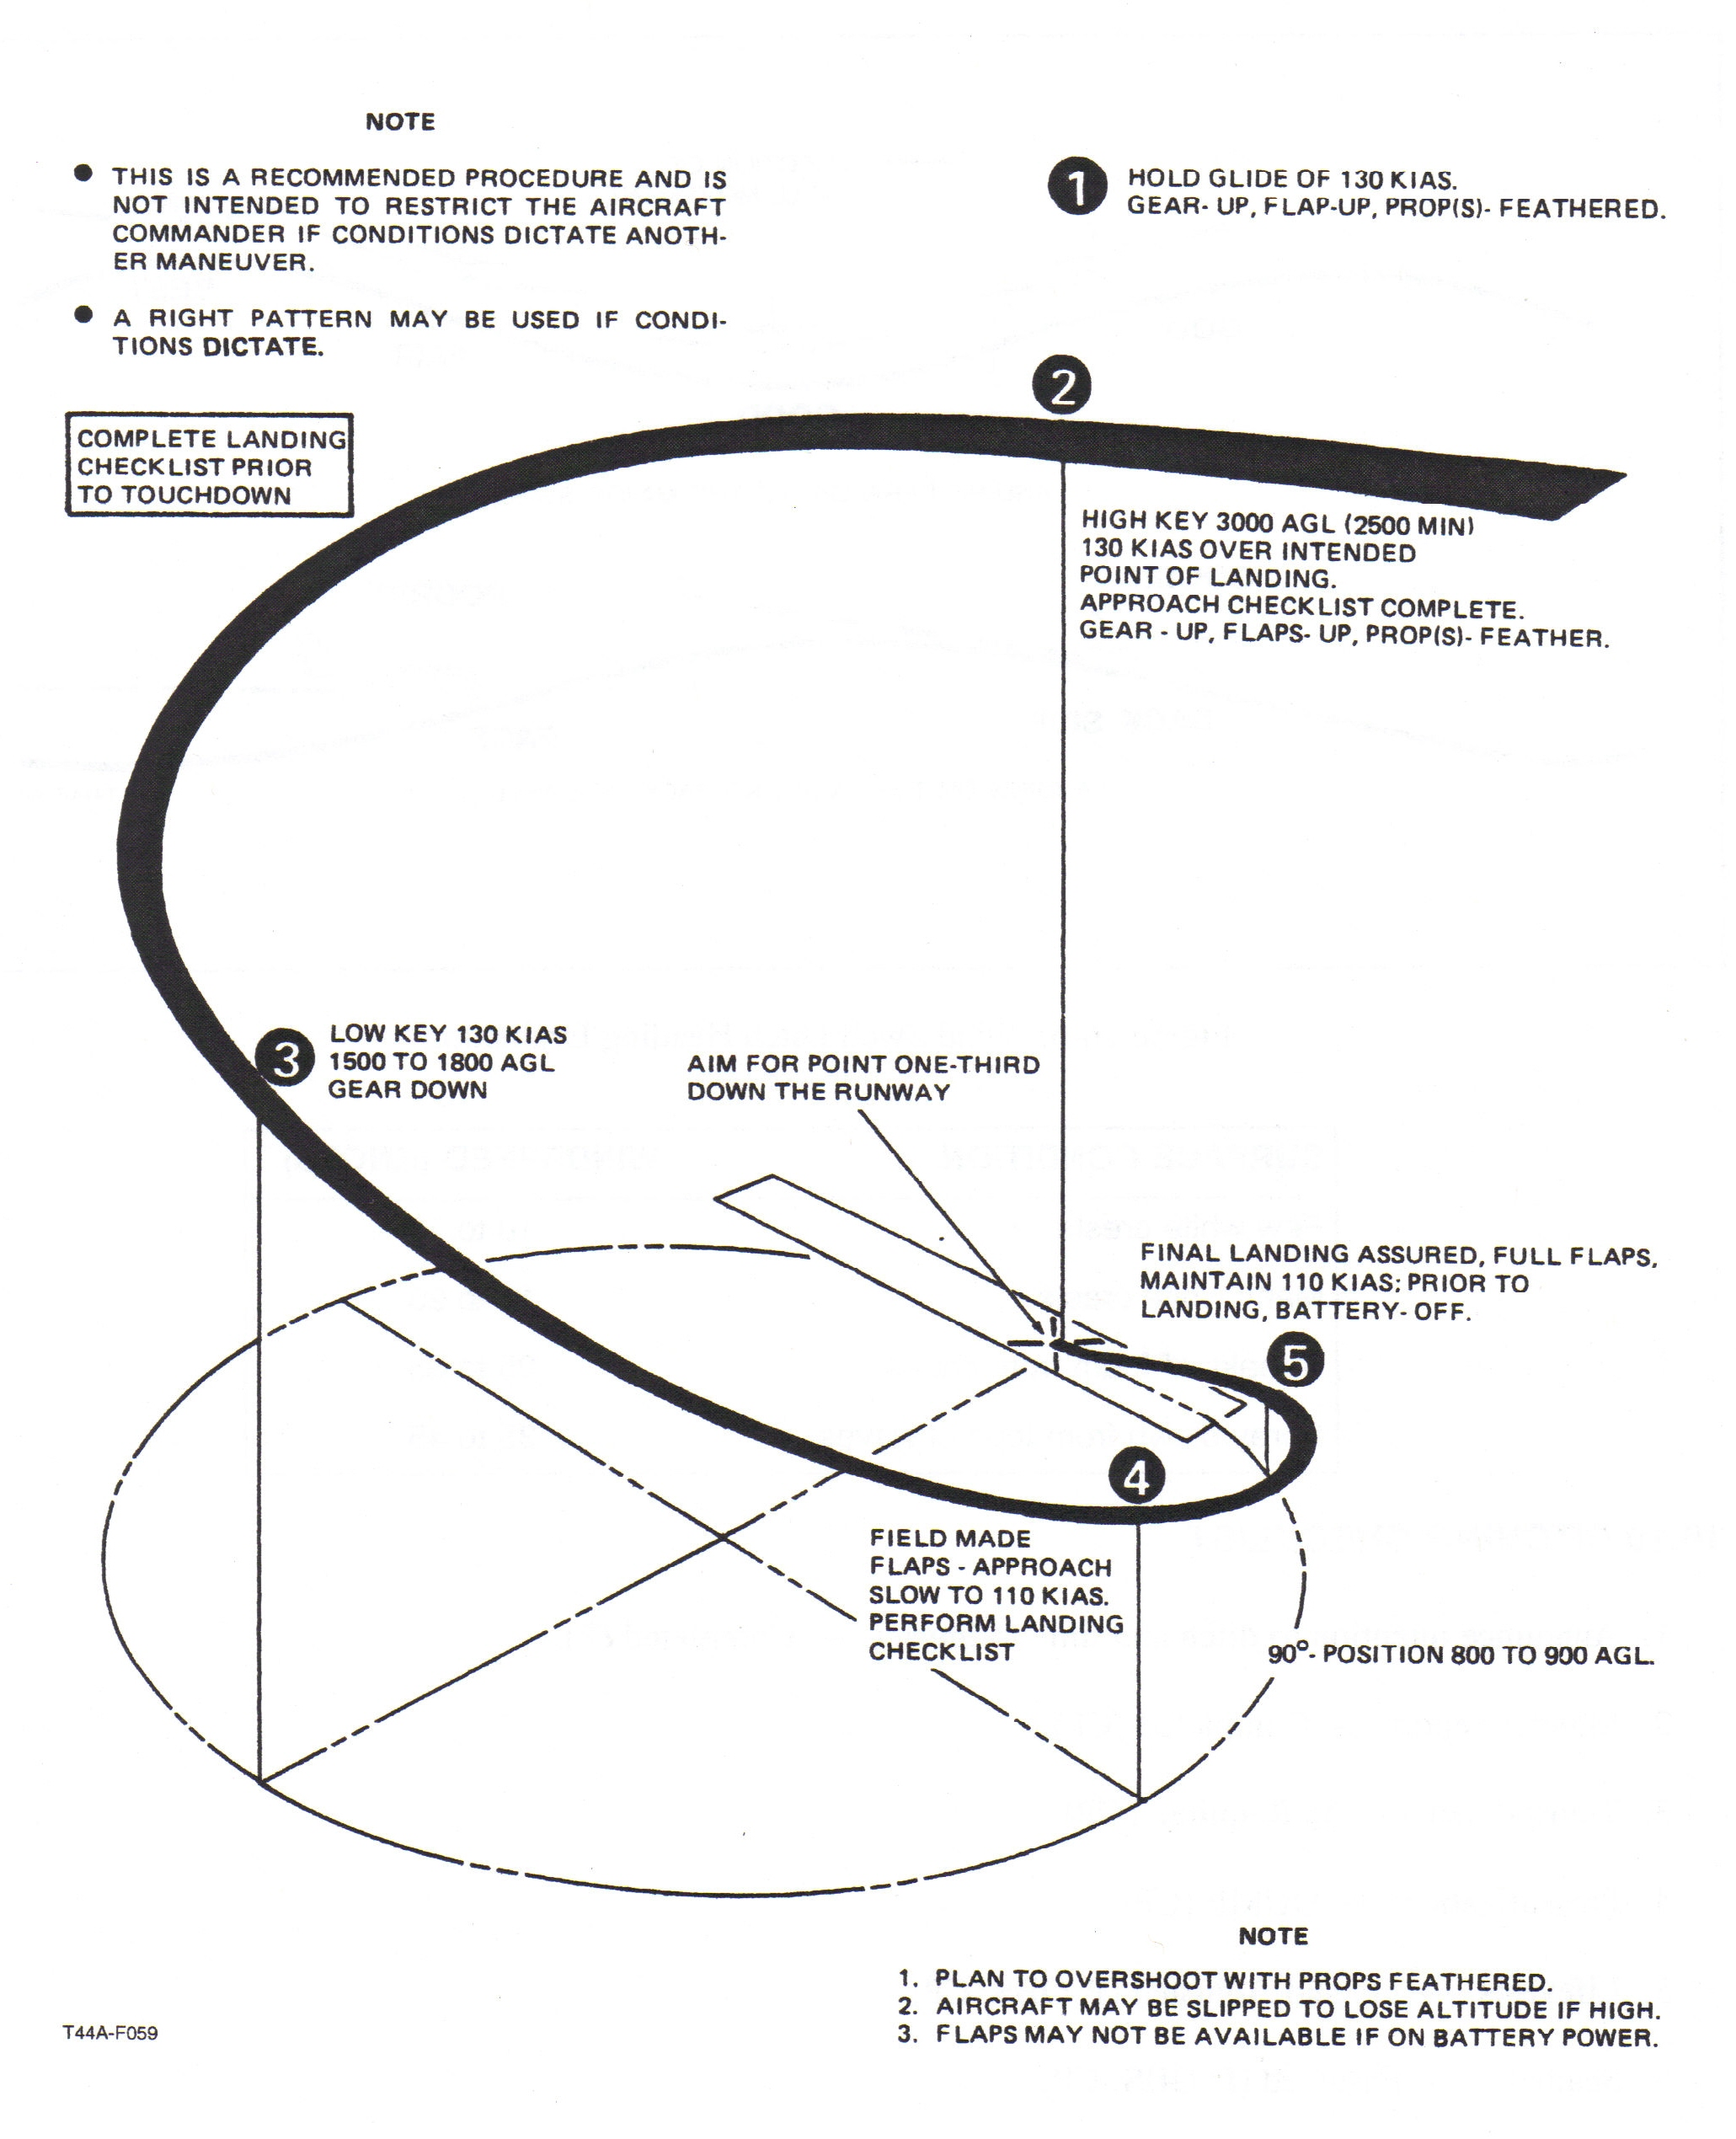 NOTE
● THIS IS A RECOMMENDED PROCEDURE AND IS
NOT INTENDED TO RESTRICT THE AIRCRAFT
COMMANDER IF CONDITIONS DICTATE ANOTH-
ER MANEUVER.
● A RIGHT PATTERN MAY BE USED IF CONDI-
TIONS DICTATE.
COMPLETE LANDING
CHECKLIST PRIOR
TO TOUCHDOWN
1 HOLD GLIDE OF 130 KIAS.
GEAR- UP, FLAP-UP, PROP(S)- FEATHERED.
2
HIGH KEY 3000 AGL (2500 MIN)
130 KIAS OVER INTENDED
POINT OF LANDING.
APPROACH CHECKLIST COMPLETE.
GEAR - UP, FLAPS- UP, PROP(S)- FEATHER.
3
LOW KEY 130 KIAS
1500 TO 1800 AGL
GEAR DOWN
AIM FOR POINT ONE-THIRD
DOWN THE RUNWAY
FINAL LANDING ASSURED, FULL FLAPS,
MAINTAIN 110 KIAS; PRIOR TO
LANDING, BATTERY- OFF.
5
4
FIELD MADE
FLAPS - APPROACH
SLOW TO 110 KIAS.
PERFORM LANDING
CHECKLIST
90°- POSITION 800 TO 900 AGL.
NOTE
1. PLAN TO OVERSHOOT WITH PROPS FEATHERED.
2. AIRCRAFT MAY BE SLIPPED TO LOSE ALTITUDE IF HIGH.
3. FLAPS MAY NOT BE AVAILABLE IF ON BATTERY POWER.
T44A-F059